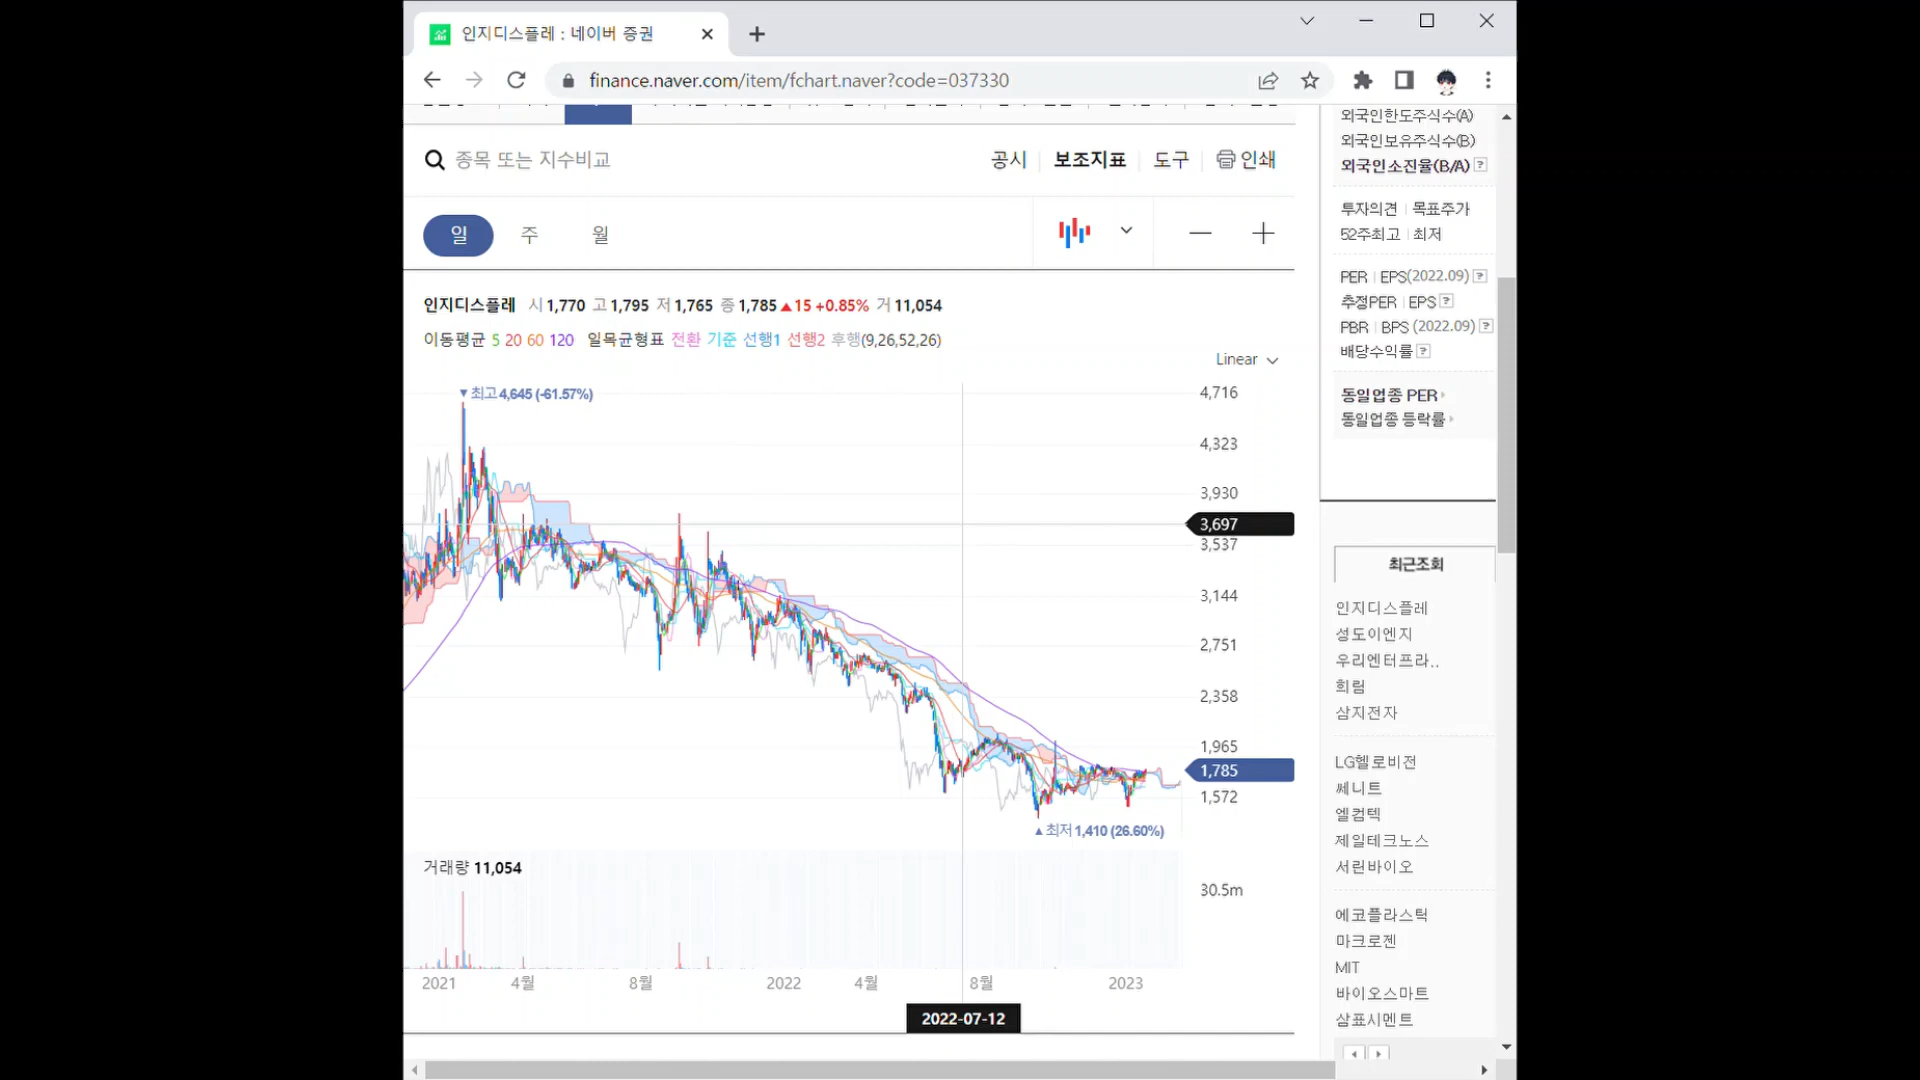 인지디스플레 : 네이버 증권
finance.naver.com/item/fchart.naver?code=037330
종목 또는 지수비교
공시 보조지표 도구 인쇄
일 주 월
인지디스플레 시 1,770 고 1,795 저 1,765 종 1,785 ▲15 +0.85% 거 11,054
이동평균 5 20 60 120 일목균형표 전환 기준 선행1 선행2 후행(9,26,52,26)
Linear
▼최고 4,645 (-61.57%)
4,716
4,323
3,930
3,697
3,537
3,144
2,751
2,358
1,965
1,785
1,572
▲최저 1,410 (26.60%)
거래량 11,054
30.5m
2021 4월 8월 2022 4월 8월 2023
2022-07-12
외국인한도주식수(A)
외국인보유주식수(B)
외국인소진율(B/A) ?
투자의견 | 목표주가
52주최고 | 최저
PER | EPS(2022.09) ?
추정PER | EPS ?
PBR | BPS (2022.09) ?
배당수익률 ?
동일업종 PER
동일업종 등락률
최근조회
인지디스플레
성도이엔지
우리엔터프라..
희림
삼지전자
LG헬로비전
쎄니트
엘컴텍
제일테크노스
서린바이오
에코플라스틱
마크로젠
MIT
바이오스마트
삼표시멘트